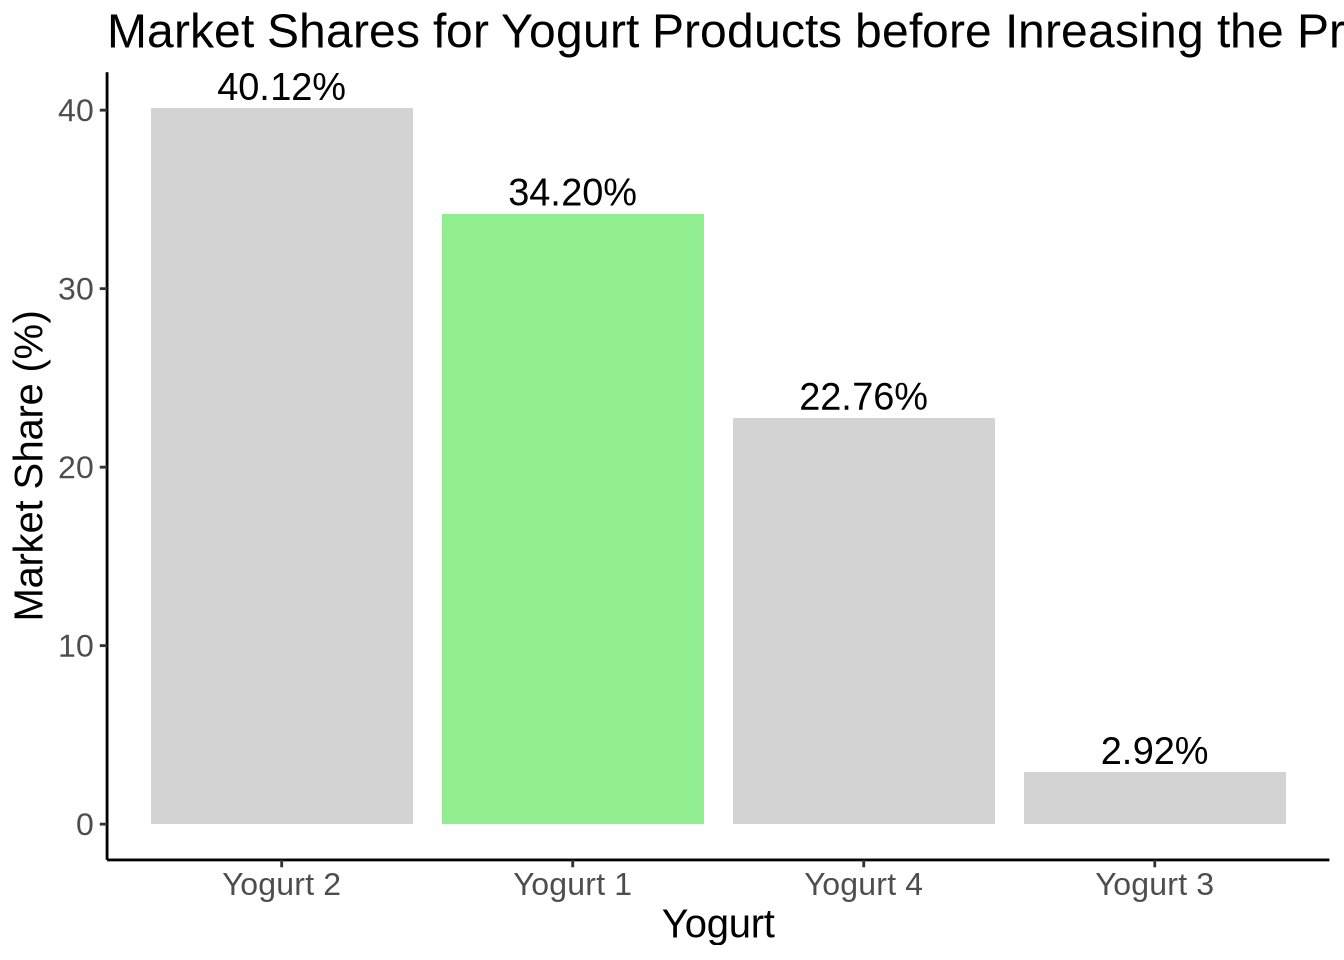 Market Shares for Yogurt Products before Inreasing the Pr
40.12%
34.20%
22.76%
2.92%
Market Share (%)
40
30
20
10
0
Yogurt 2 Yogurt 1 Yogurt 4 Yogurt 3
Yogurt